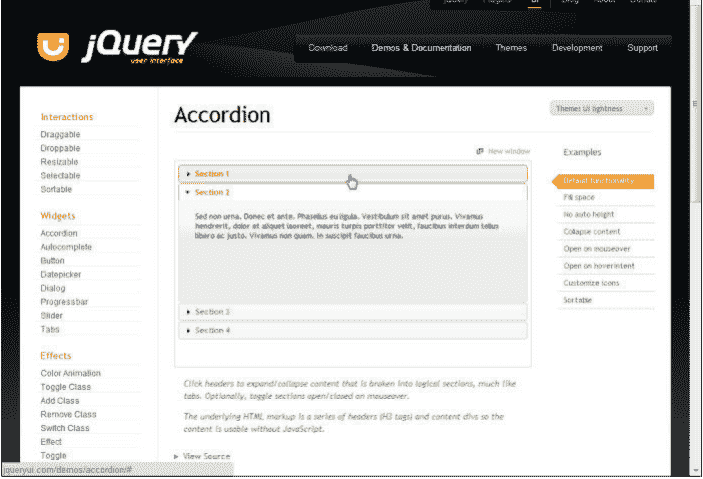 jQuery Plugins UI Blog About Donate
jQuery
user interface
Download Demos & Documentation Themes Development Support
Interactions
Draggable
Droppable
Resizable
Selectable
Sortable
Widgets
Accordion
Autocomplete
Button
Datepicker
Dialog
Progressbar
Slider
Tabs
Effects
Color Animation
Toggle Class
Add Class
Remove Class
Switch Class
Effect
Toggle
Accordion
Theme: UI lightness
New window
Section 1
Section 2
Sed non urna. Donec et ante. Phasellus eu ligula. Vestibulum sit amet purus. Vivamus
hendrerit, dolor at aliquet laoreet, mauris turpis porttitor velit, faucibus interdum tellus
libero ac justo. Vivamus non quam. In suscipit faucibus urna.
Section 3
Section 4
Click headers to expand/collapse content that is broken into logical sections, much like
tabs. Optionally, toggle sections open/closed on mouseover.
The underlying HTML markup is a series of headers (H3 tags) and content divs so the
content is usable without JavaScript.
View Source
Examples
Default functionality
Fill space
No auto height
Collapse content
Open on mouseover
Open on hoverintent
Customize icons
Sortable
jqueryui.com/demos/accordion/#